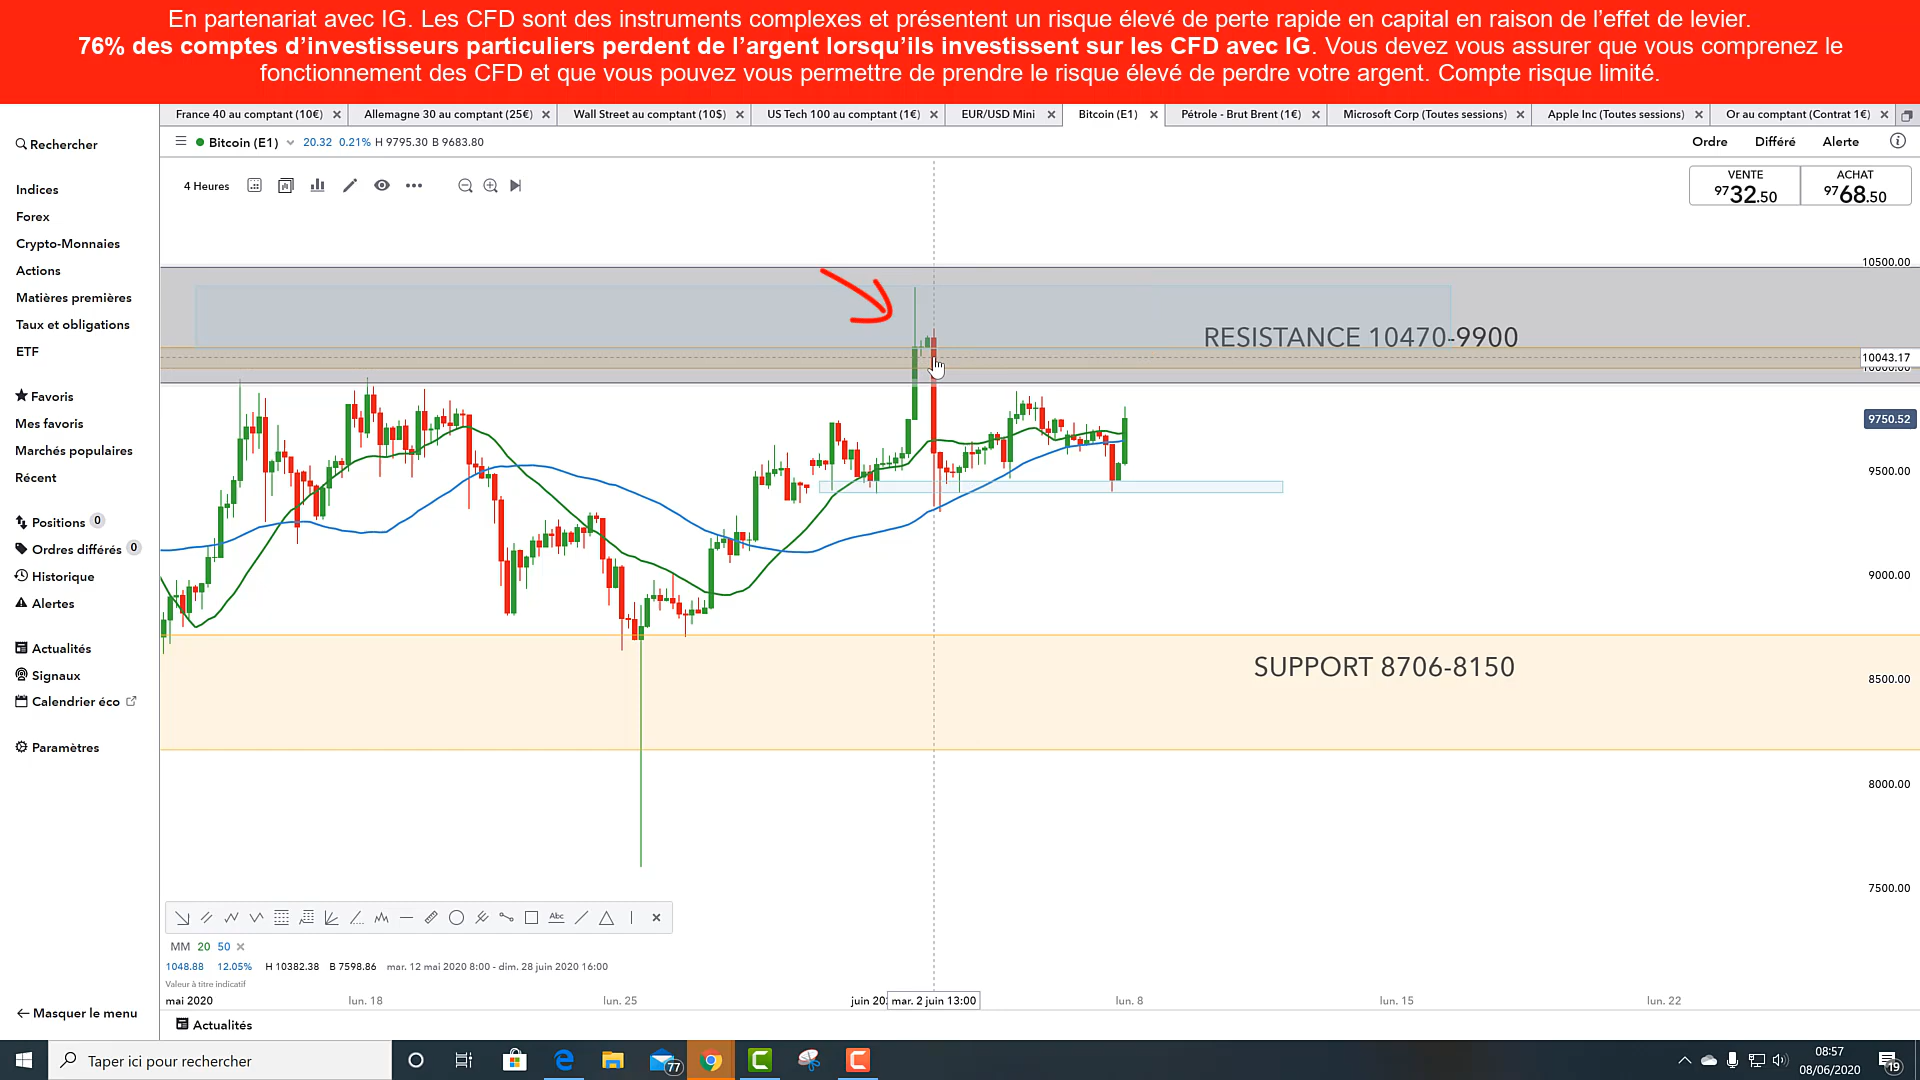 En partenariat avec IG. Les CFD sont des instruments complexes et présentent un risque élevé de perte rapide en capital en raison de l’effet de levier.
76% des comptes d’investisseurs particuliers perdent de l’argent lorsqu’ils investissent sur les CFD avec IG. Vous devez vous assurer que vous comprenez le
fonctionnement des CFD et que vous pouvez vous permettre de prendre le risque élevé de perdre votre argent. Compte risque limité.
France 40 au comptant (10€) Allemagne 30 au comptant (25€) Wall Street au comptant (10$) US Tech 100 au comptant (1€) EUR/USD Mini Bitcoin (E1) Pétrole - Brut Brent (1€) Microsoft Corp (Toutes sessions) Apple Inc (Toutes sessions) Or au comptant (Contrat 1€)
Bitcoin (E1) 20.32 0.21% H 9795.30 B 9683.80
Ordre Différé Alerte
4 Heures
VENTE ACHAT
9732.50 9768.50
Rechercher
Indices
Forex
Crypto-Monnaies
Actions
Matières premières
Taux et obligations
ETF
Favoris
Mes favoris
Marchés populaires
Récent
Positions 0
Ordres différés 0
Historique
Alertes
Actualités
Signaux
Calendrier éco
Paramètres
Masquer le menu
RESISTANCE 10470-9900
SUPPORT 8706-8150
10500.00
10043.17
10000.00
9750.52
9500.00
9000.00
8500.00
8000.00
7500.00
Abc
MM 20 50
1048.88 12.05% H 10382.38 B 7598.86 mar. 12 mai 2020 8:00 - dim. 28 juin 2020 16:00
Valeur à titre indicatif
mai 2020 lun. 18 lun. 25 juin 20 mar. 2 juin 13:00 lun. 8 lun. 15 lun. 22
Actualités
Taper ici pour rechercher
77
08:57
08/06/2020
19